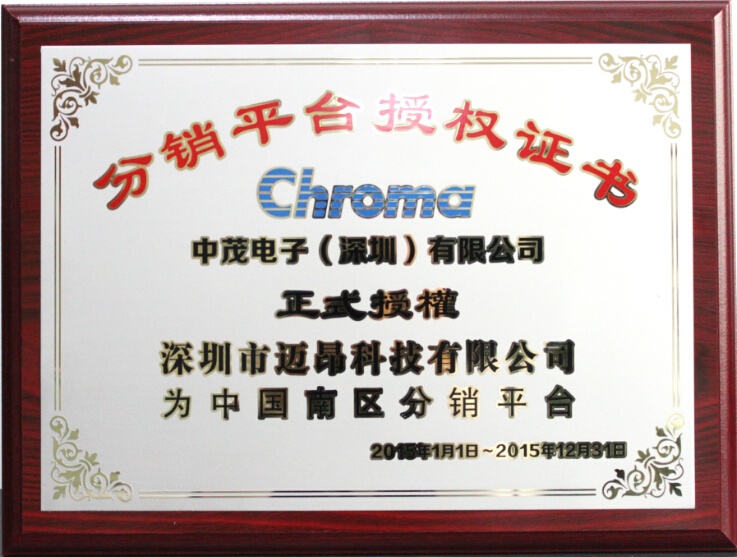 分销平台授权证书
Chroma
中茂电子（深圳）有限公司
正式授權
深圳市迈昂科技有限公司
为中国南区分销平台
2015年1月1日~2015年12月31日